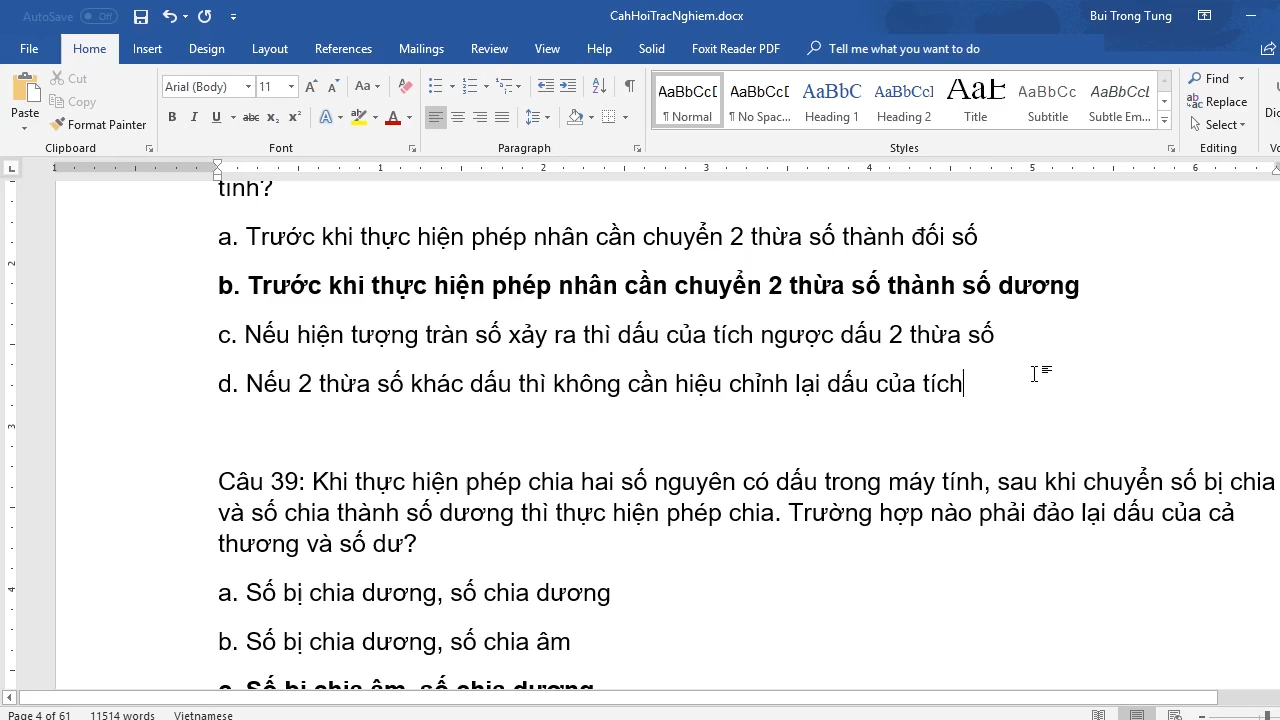 AutoSave Off
CahHoiTracNghiem.docx
Bui Trong Tung
File Home Insert Design Layout References Mailings Review View Help Solid Foxit Reader PDF Tell me what you want to do
Paste
Cut
Copy
Format Painter
Clipboard
Arial (Body) 11
Font
Paragraph
AaBbCcI AaBbCcI AaBbC AaBbCcI AaB AaBbCc AaBbCcI
¶ Normal ¶ No Spac... Heading 1 Heading 2 Title Subtitle Subtle Em...
Styles
Find
Replace
Select
Editing
tính?
a. Trước khi thực hiện phép nhân cần chuyển 2 thừa số thành đối số
b. Trước khi thực hiện phép nhân cần chuyển 2 thừa số thành số dương
c. Nếu hiện tượng tràn số xảy ra thì dấu của tích ngược dấu 2 thừa số
d. Nếu 2 thừa số khác dấu thì không cần hiệu chỉnh lại dấu của tích
Câu 39: Khi thực hiện phép chia hai số nguyên có dấu trong máy tính, sau khi chuyển số bị chia
và số chia thành số dương thì thực hiện phép chia. Trường hợp nào phải đảo lại dấu của cả
thương và số dư?
a. Số bị chia dương, số chia dương
b. Số bị chia dương, số chia âm
c. Số bị chia âm, số chia dương
Page 4 of 61 11514 words Vietnamese